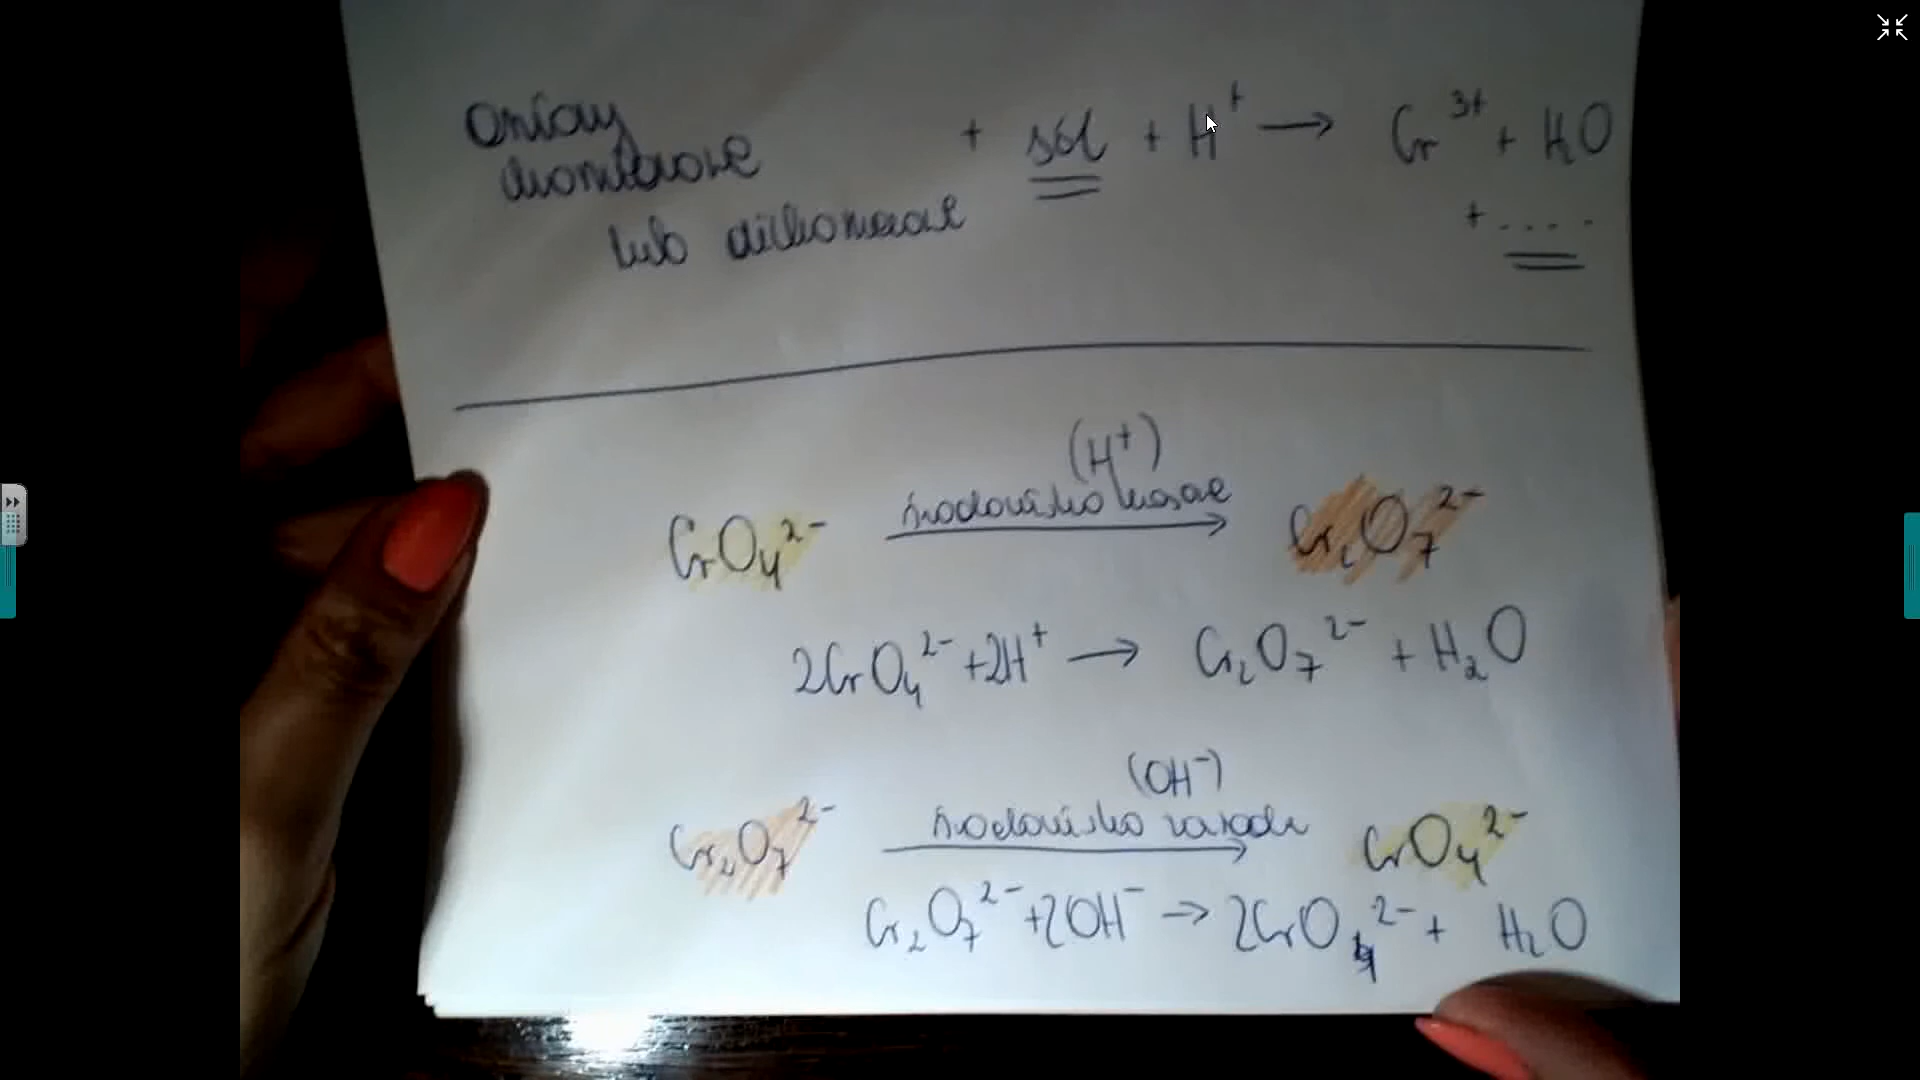 Aniony + sól + H⁺ → Cr³⁺ + H₂O
chromianowe
lub dichromianowe + ....
(H⁺)
CrO₄²⁻ środowisko kwasowe → Cr₂O₇²⁻
2CrO₄²⁻ + 2H⁺ → Cr₂O₇²⁻ + H₂O
(OH⁻)
Cr₂O₇²⁻ środowisko zasado → CrO₄²⁻
Cr₂O₇²⁻ + 2OH⁻ → 2CrO₄²⁻ + H₂O